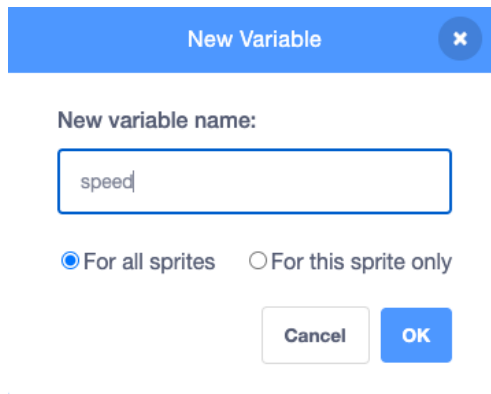 New Variable
New variable name:
speed
For all sprites For this sprite only
Cancel OK